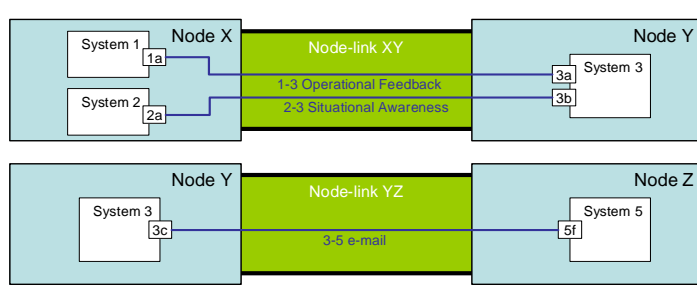 Node X
Node-link XY
Node Y
System 1
1a
System 3
3a
1-3 Operational Feedback
System 2
3b
2a
2-3 Situational Awareness
Node Y
Node-link YZ
Node Z
System 3
System 5
3c
5f
3-5 e-mail